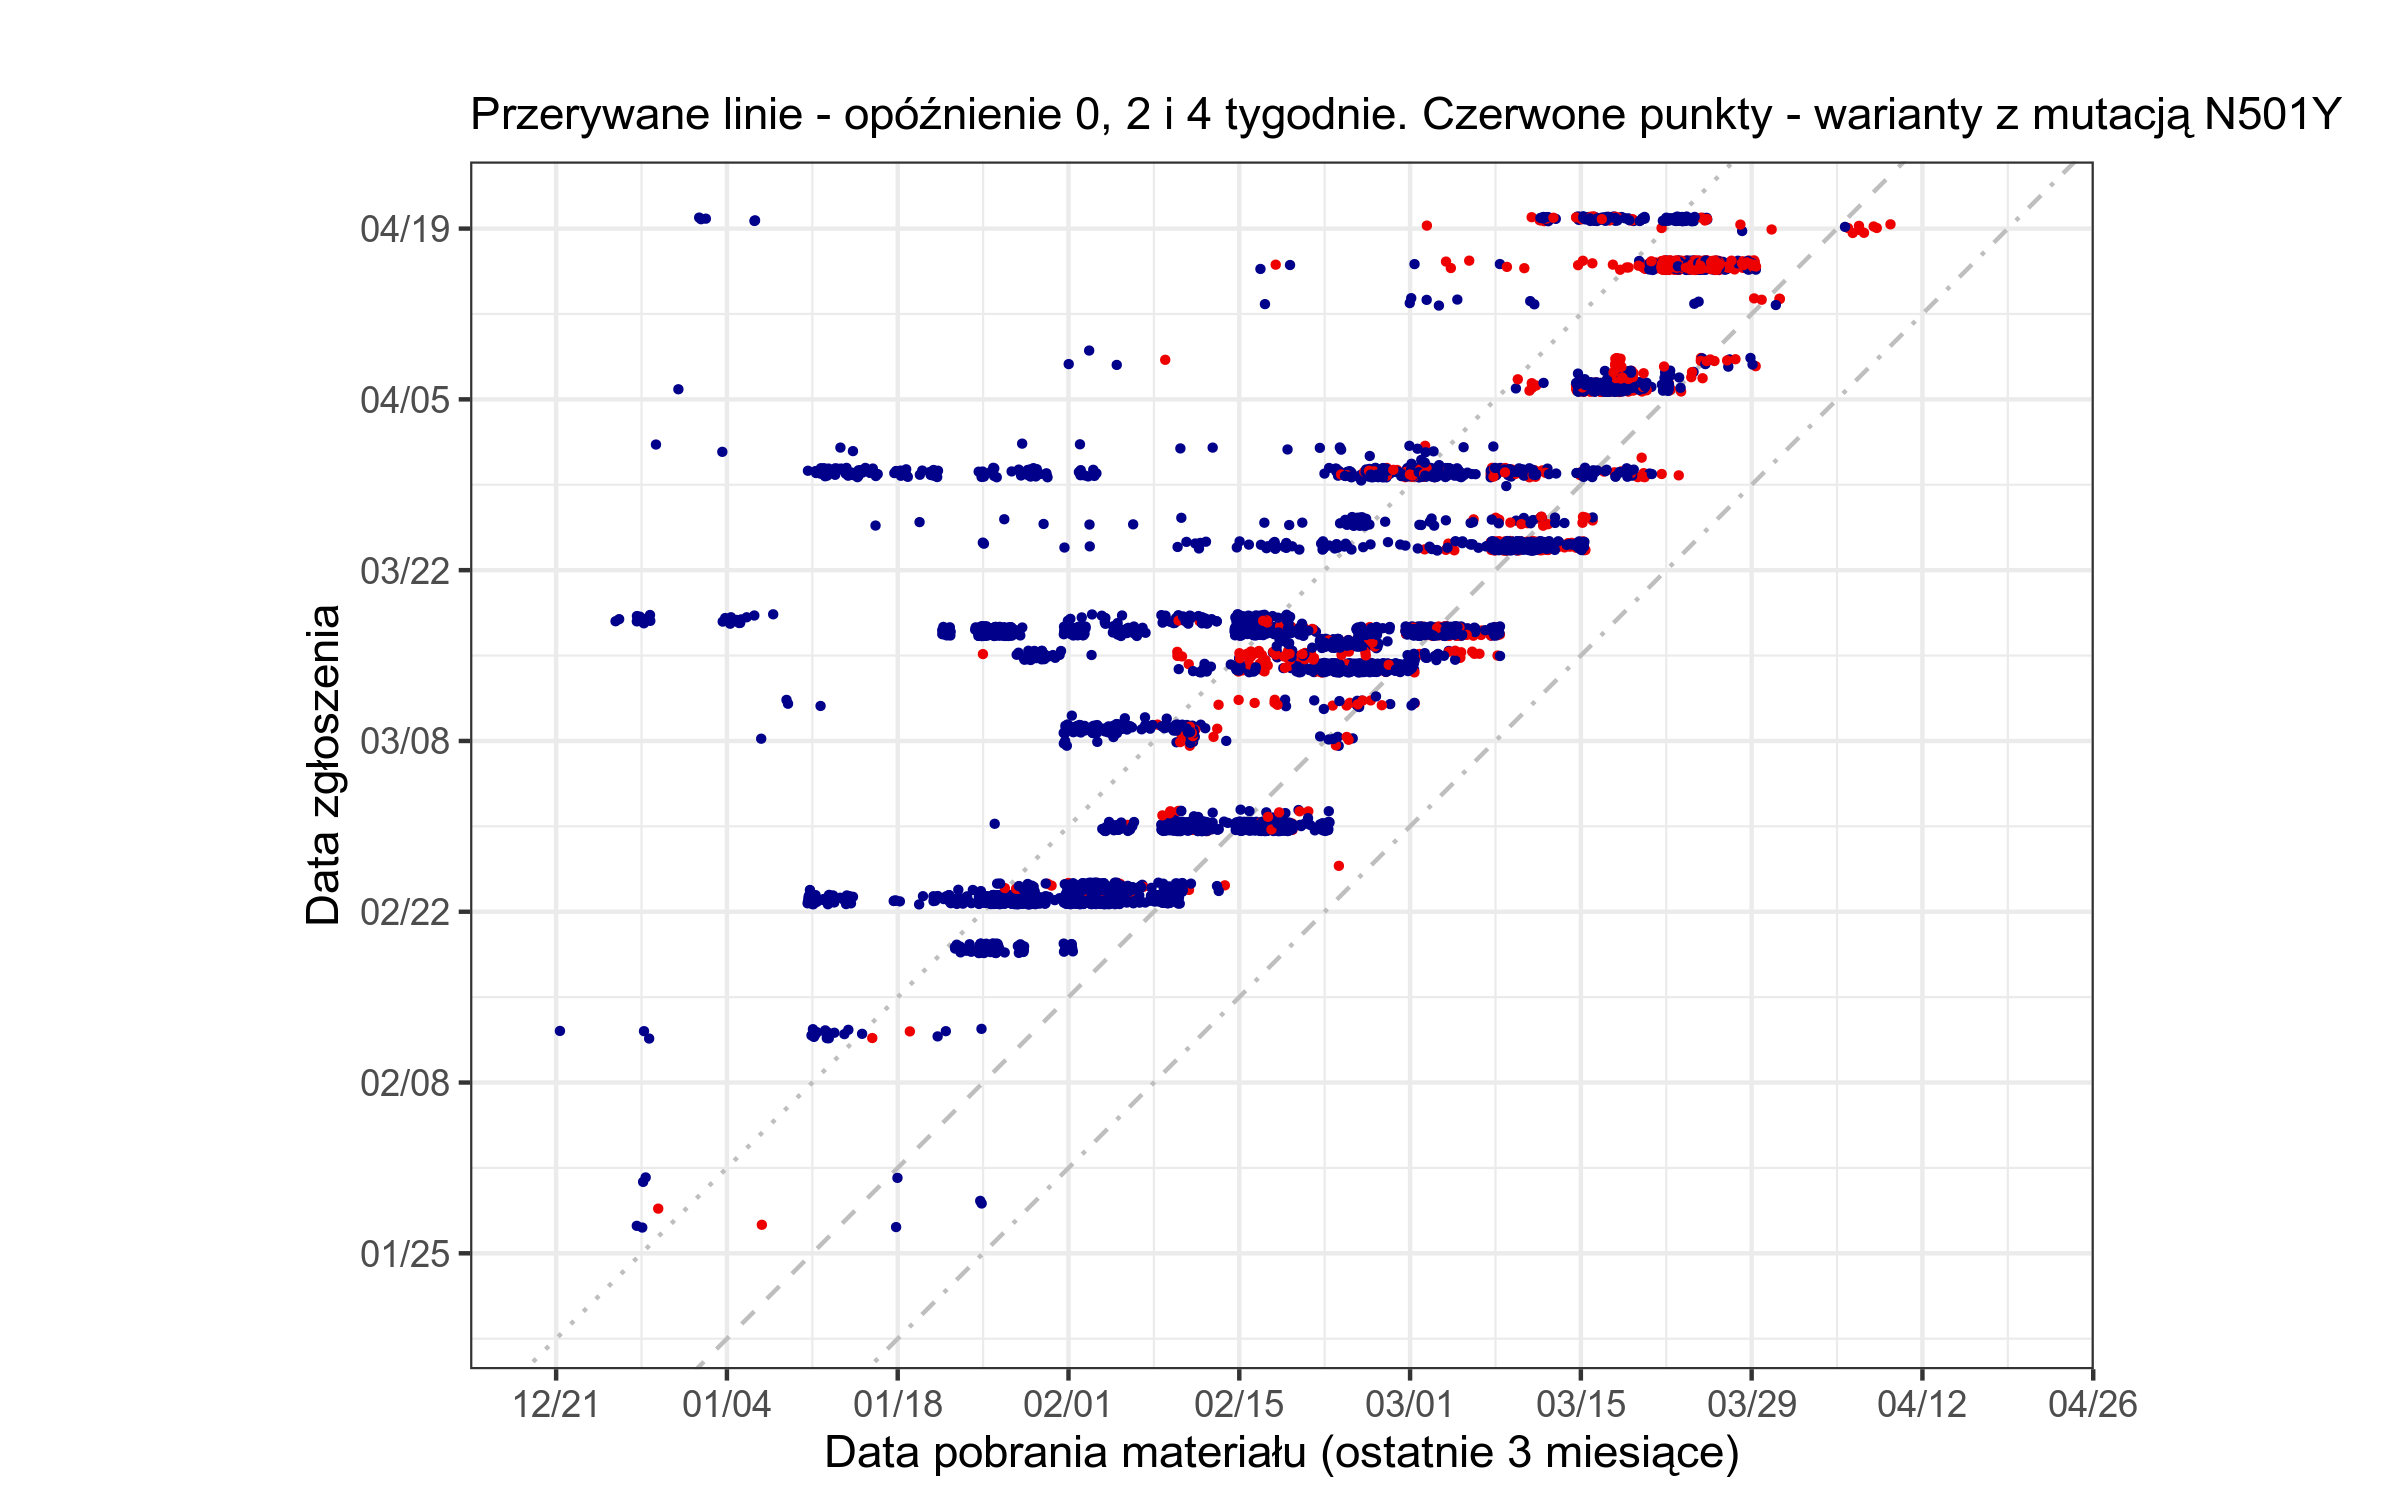 Przerywane linie - opóźnienie 0, 2 i 4 tygodnie. Czerwone punkty - warianty z mutacją N501Y
Data zgłoszenia
04/19
04/05
03/22
03/08
02/22
02/08
01/25
12/21 01/04 01/18 02/01 02/15 03/01 03/15 03/29 04/12 04/26
Data pobrania materiału (ostatnie 3 miesiące)